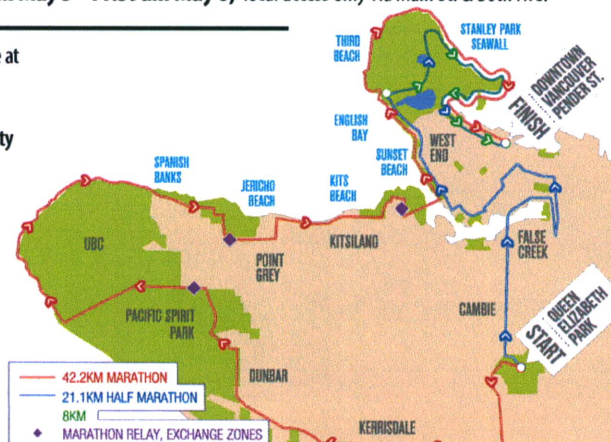 THIRD
BEACH
STANLEY PARK
SEAWALL
DOWNTOWN
VANCOUVER
PENDER ST.
FINISH
ENGLISH
BAY
WEST
END
SUNSET
BEACH
SPANISH
BANKS
JERICHO
BEACH
KITS
BEACH
UBC
POINT
GREY
KITSILANO
FALSE
CREEK
PACIFIC SPIRIT
PARK
CAMBIE
QUEEN
ELIZABETH
PARK
START
DUNBAR
KERRISDALE
42.2KM MARATHON
21.1KM HALF MARATHON
8KM
MARATHON RELAY, EXCHANGE ZONES